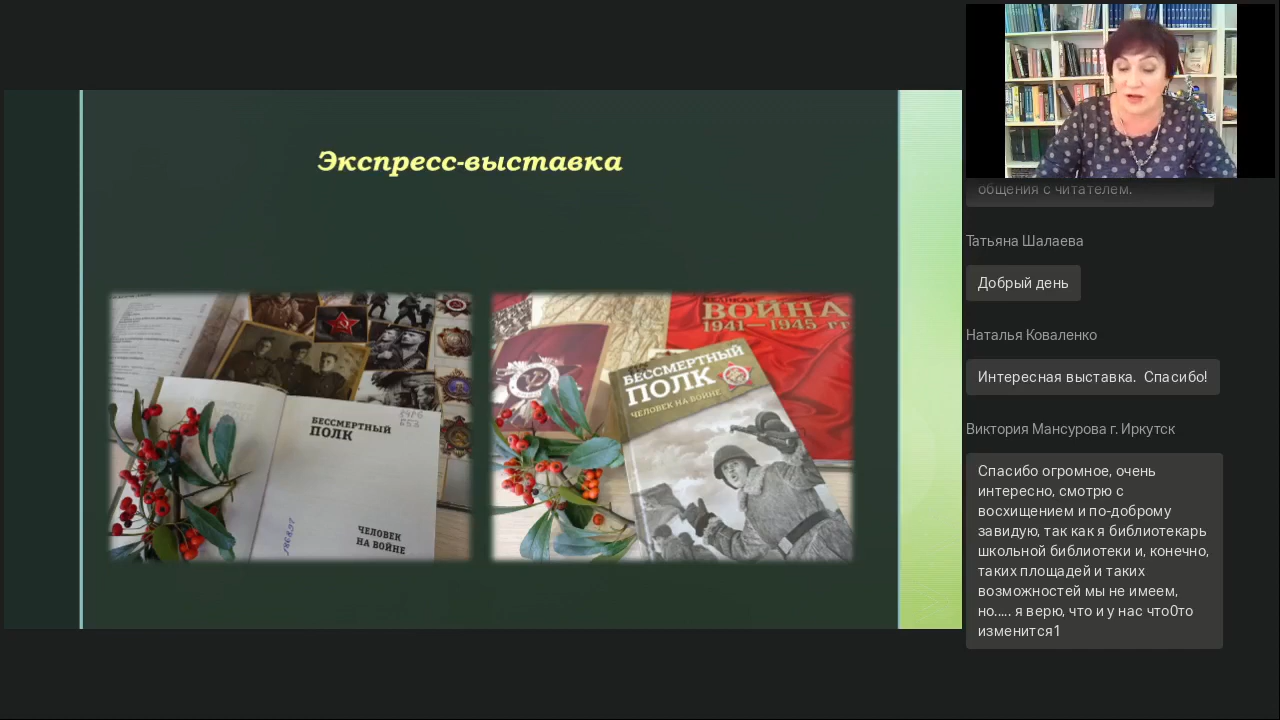 Экспресс-выставка
БЕССМЕРТНЫЙ
ПОЛК
ЧЕЛОВЕК
НА ВОЙНЕ
ВЕЛИКАЯ
ВОЙНА
1941—1945 гг
БЕССМЕРТНЫЙ
ПОЛК
ЧЕЛОВЕК НА ВОЙНЕ
общения с читателем.
Татьяна Шалаева
Добрый день
Наталья Коваленко
Интересная выставка. Спасибо!
Виктория Мансурова г. Иркутск
Спасибо огромное, очень
интересно, смотрю с
восхищением и по-доброму
завидую, так как я библиотекарь
школьной библиотеки и, конечно,
таких площадей и таких
возможностей мы не имеем,
но..... я верю, что и у нас что0то
изменится1